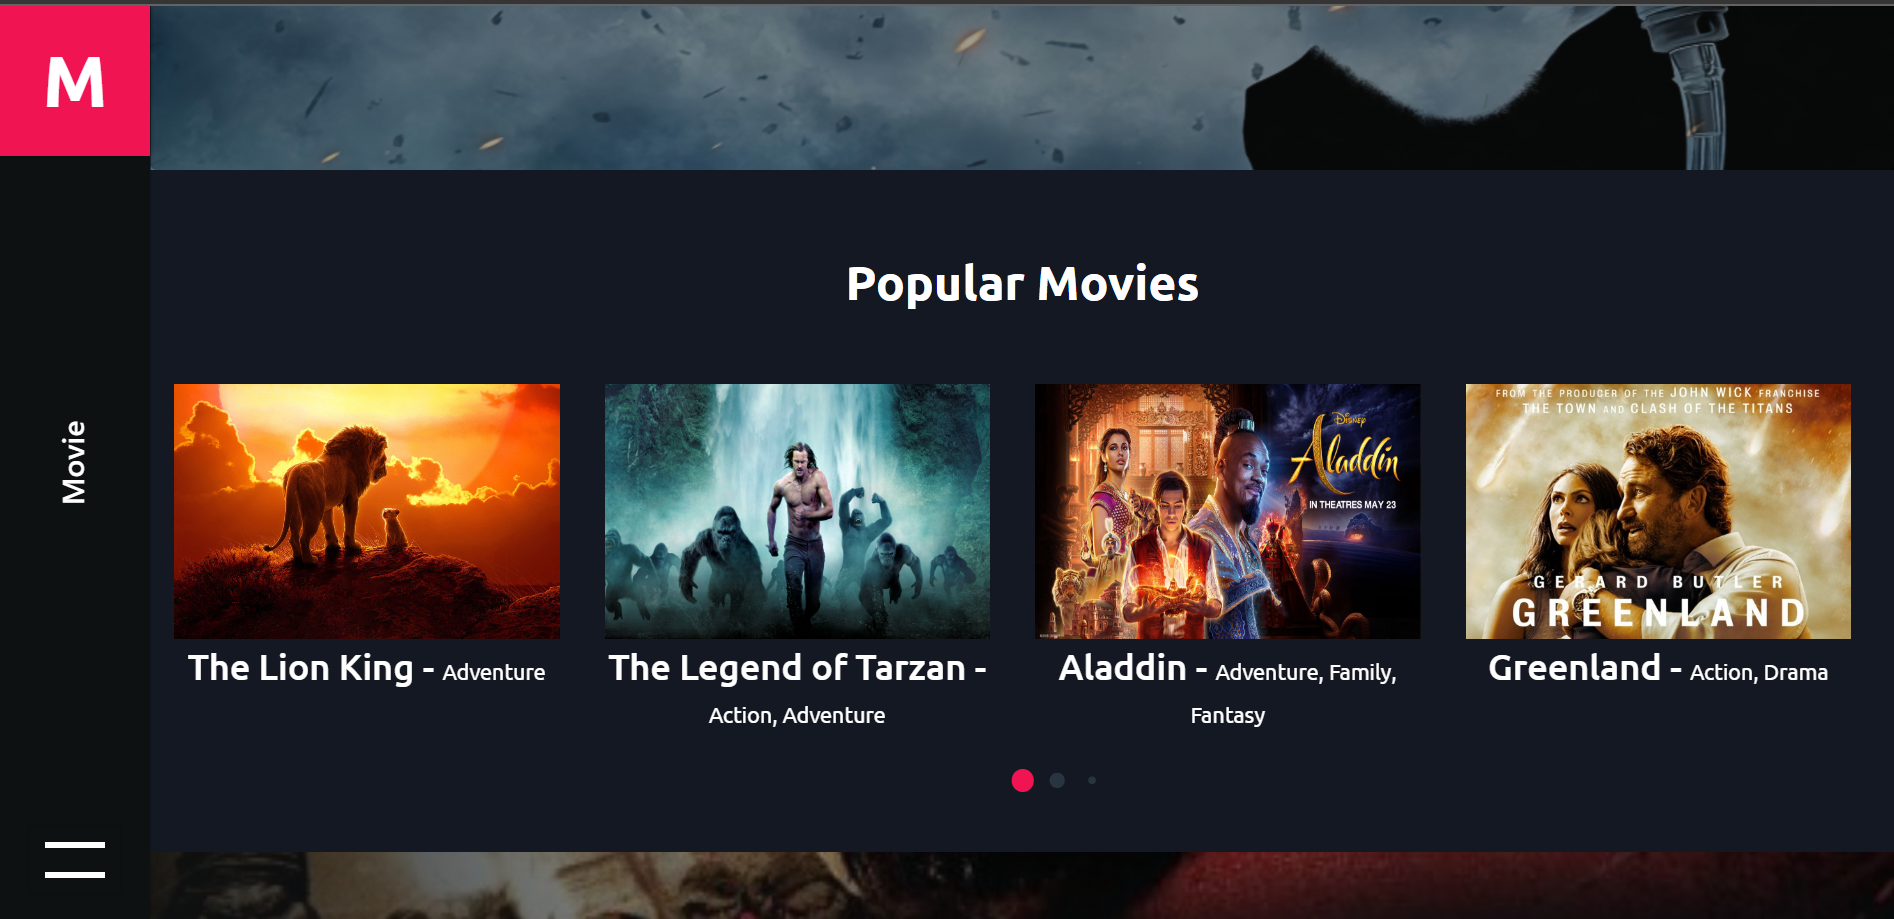 M
Movie
Popular Movies
FROM THE PRODUCER OF THE JOHN WICK FRANCHISE
THE TOWN AND CLASH OF THE TITANS
Disney
Aladdin
IN THEATRES MAY 23
GERARD BUTLER
GREENLAND
The Lion King - Adventure
The Legend of Tarzan -
Action, Adventure
Aladdin - Adventure, Family,
Fantasy
Greenland - Action, Drama